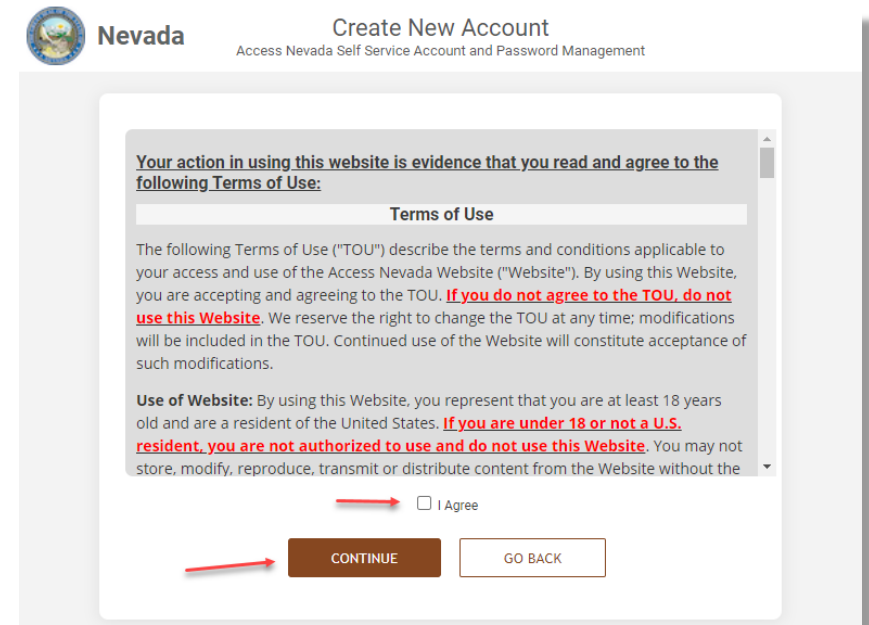 Nevada
Create New Account
Access Nevada Self Service Account and Password Management
Your action in using this website is evidence that you read and agree to the
following Terms of Use:
Terms of Use
The following Terms of Use ("TOU") describe the terms and conditions applicable to
your access and use of the Access Nevada Website ("Website"). By using this Website,
you are accepting and agreeing to the TOU. If you do not agree to the TOU, do not
use this Website. We reserve the right to change the TOU at any time; modifications
will be included in the TOU. Continued use of the Website will constitute acceptance of
such modifications.
Use of Website: By using this Website, you represent that you are at least 18 years
old and are a resident of the United States. If you are under 18 or not a U.S.
resident, you are not authorized to use and do not use this Website. You may not
store, modify, reproduce, transmit or distribute content from the Website without the
I Agree
CONTINUE
GO BACK